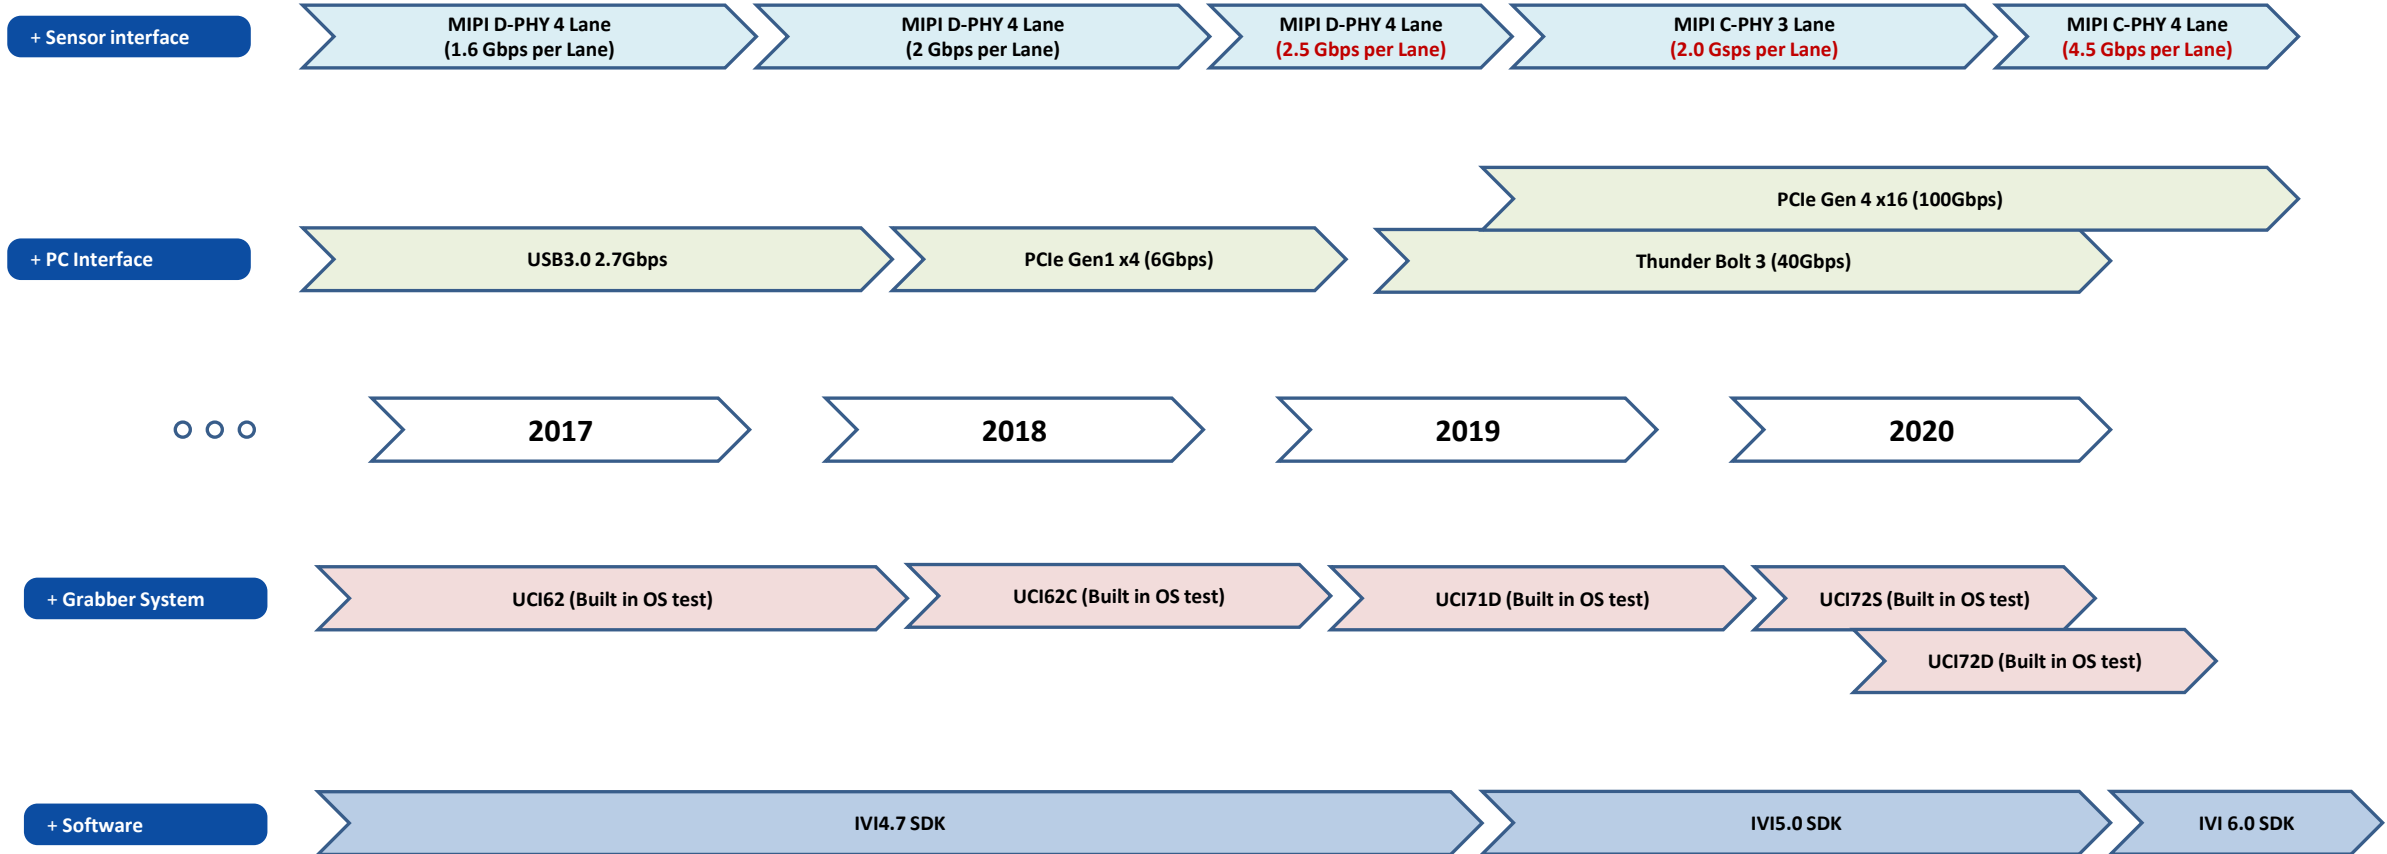 + Sensor interface
MIPI D-PHY 4 Lane
(1.6 Gbps per Lane)
MIPI D-PHY 4 Lane
(2 Gbps per Lane)
MIPI D-PHY 4 Lane
(2.5 Gbps per Lane)
MIPI C-PHY 3 Lane
(2.0 Gsps per Lane)
MIPI C-PHY 4 Lane
(4.5 Gbps per Lane)
PCIe Gen 4 x16 (100Gbps)
+ PC Interface
USB3.0 2.7Gbps
PCIe Gen1 x4 (6Gbps)
Thunder Bolt 3 (40Gbps)
2017
2018
2019
2020
+ Grabber System
UCI62 (Built in OS test)
UCI62C (Built in OS test)
UCI71D (Built in OS test)
UCI72S (Built in OS test)
UCI72D (Built in OS test)
+ Software
IVI4.7 SDK
IVI5.0 SDK
IVI 6.0 SDK